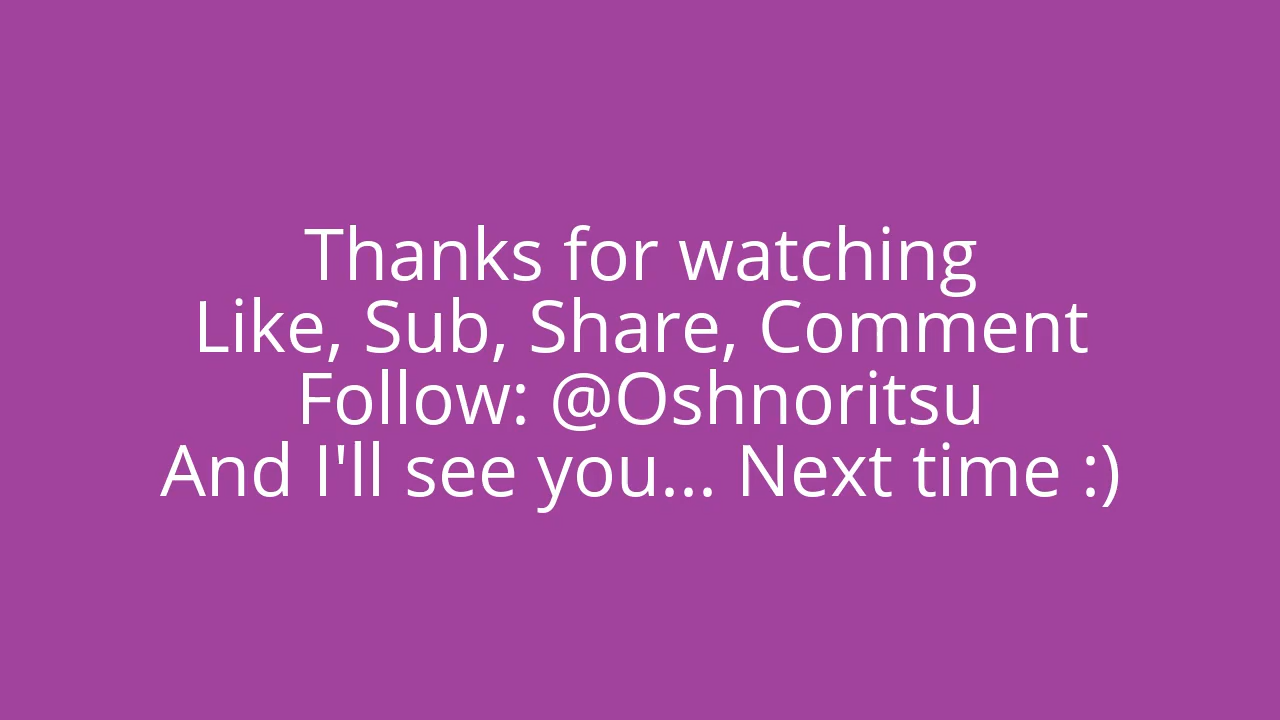 Thanks for watching
Like, Sub, Share, Comment
Follow: @Oshnoritsu
And I'll see you... Next time :)